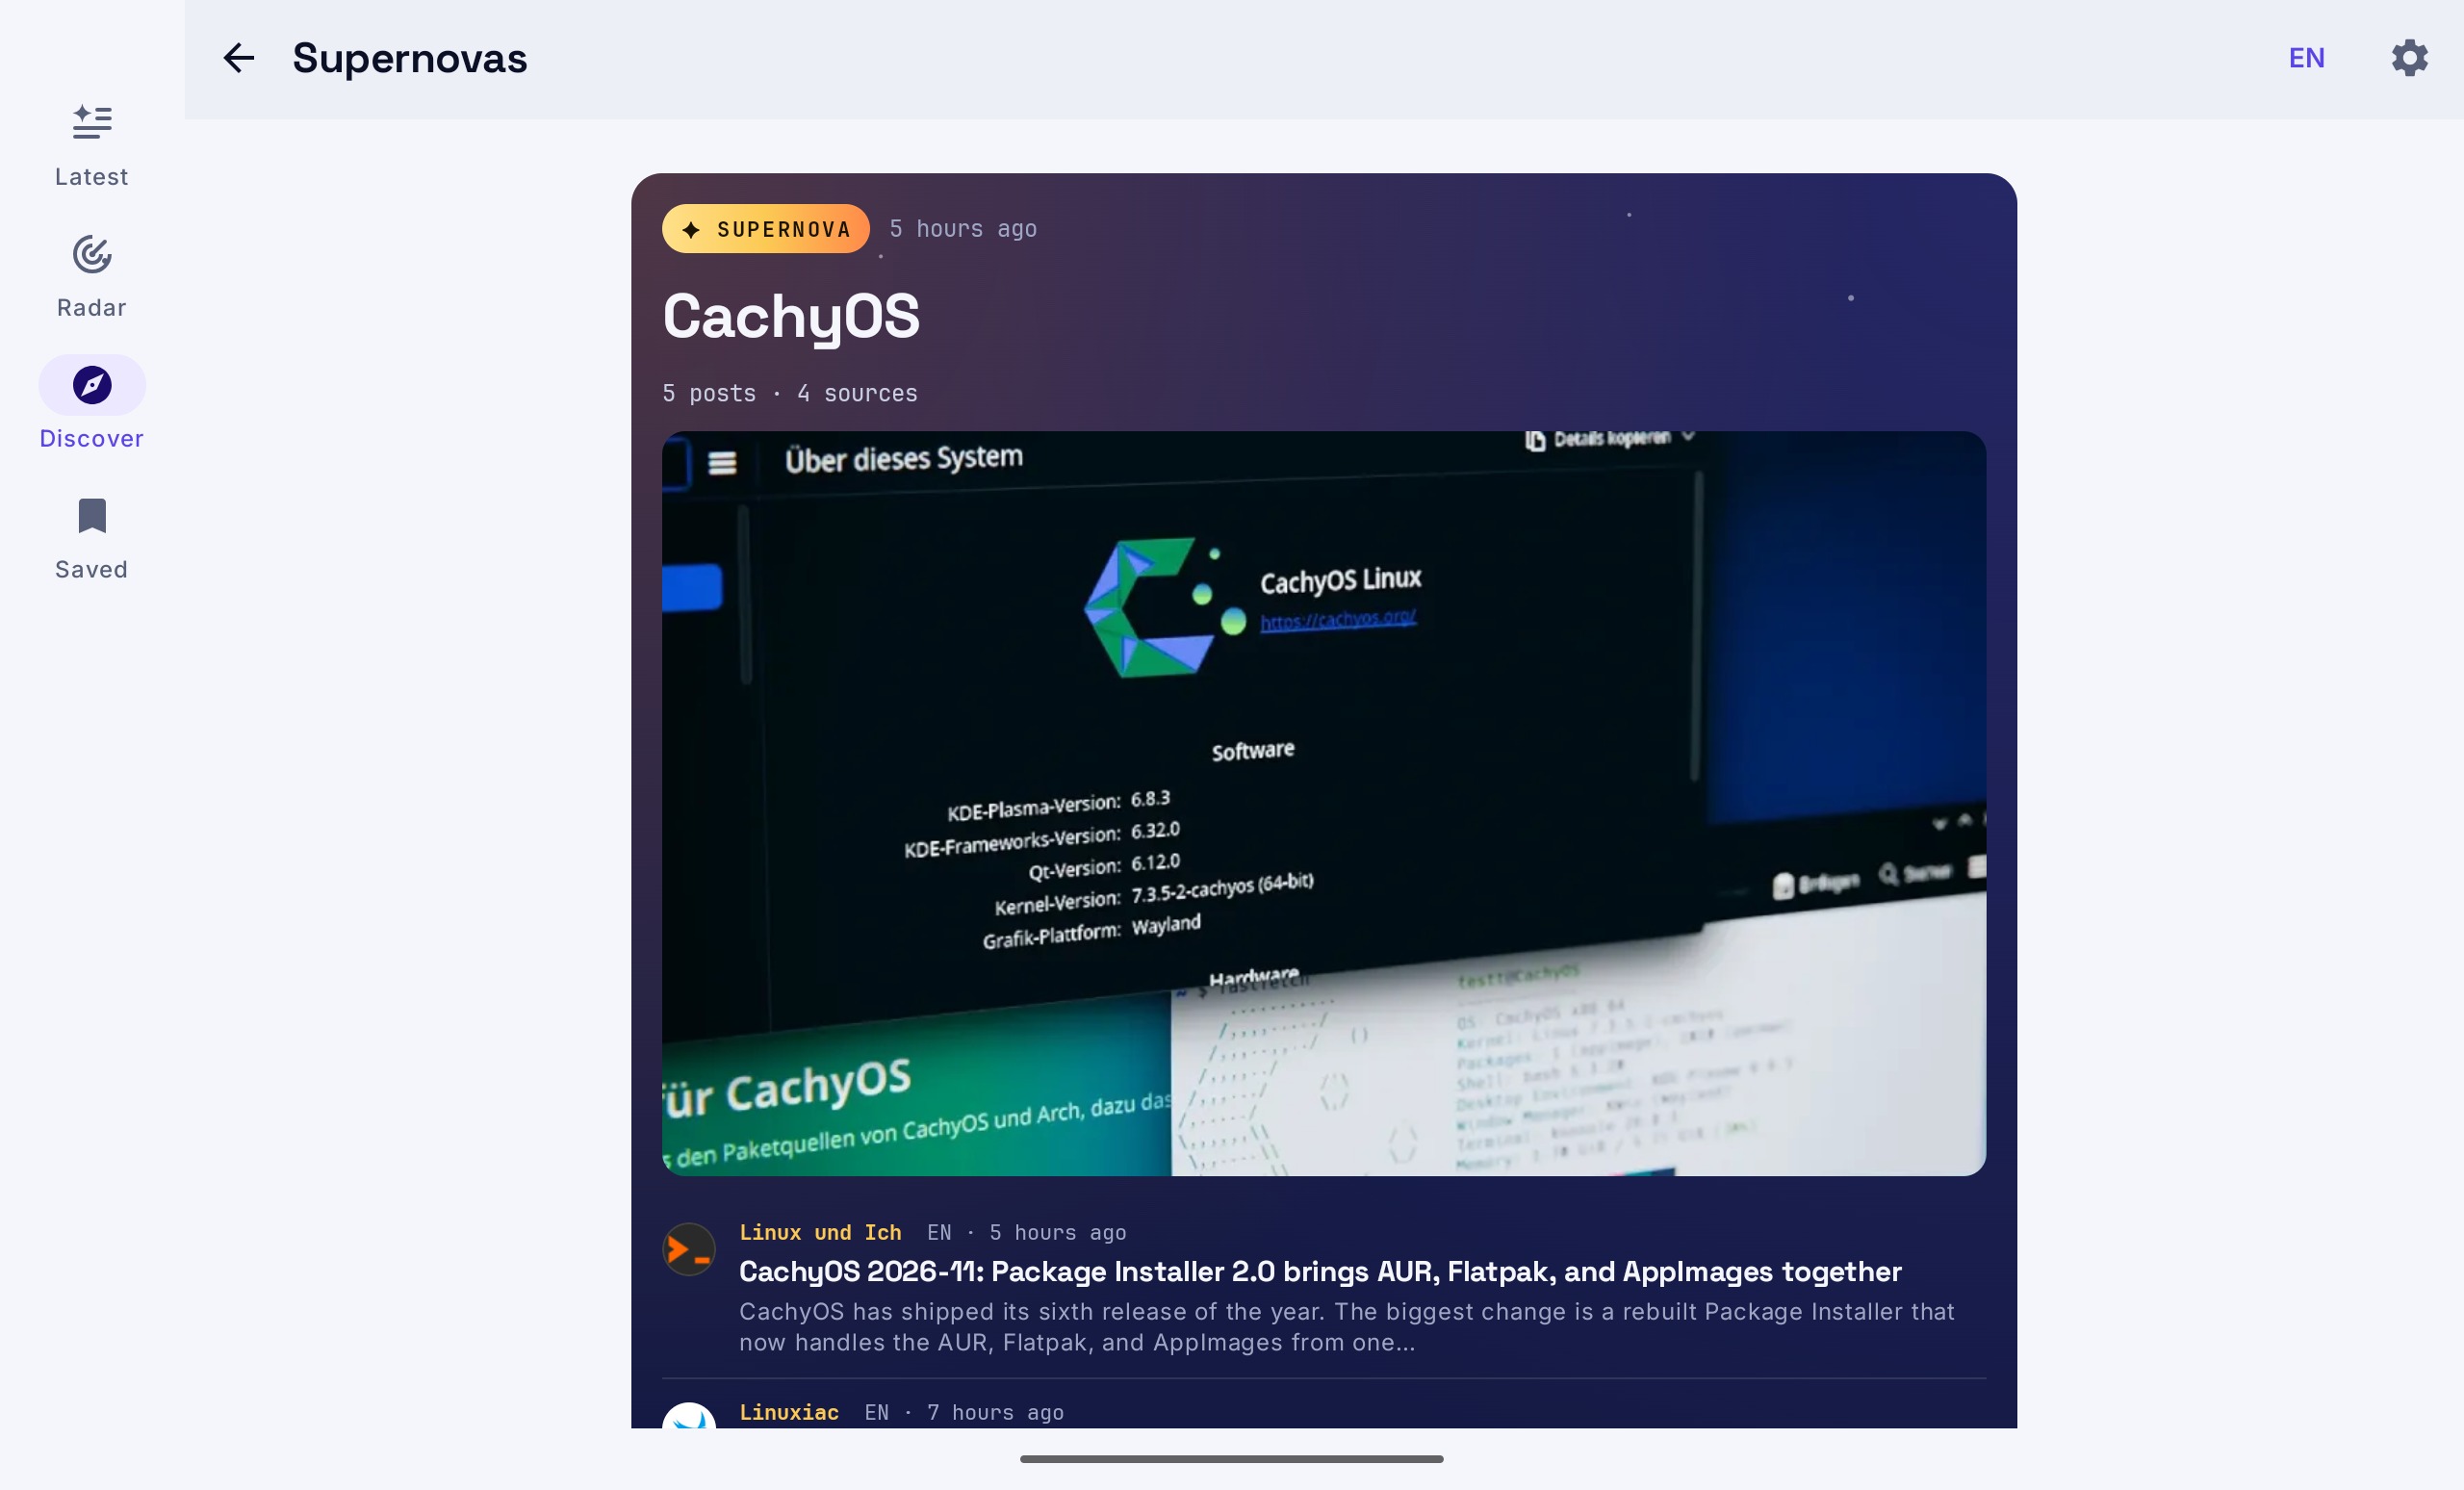 Supernovas
EN
Latest
Radar
Discover
Saved
SUPERNOVA 5 hours ago
CachyOS
5 posts · 4 sources
Über dieses System
Details kopieren
CachyOS Linux
https://cachyos.org/
Software
KDE-Plasma-Version: 6.8.3
KDE-Frameworks-Version: 6.32.0
Qt-Version: 6.12.0
Kernel-Version: 7.3.5-2-cachyos (64-bit)
Grafik-Plattform: Wayland
Hardware
für CachyOS
s den Paketquellen von CachyOS und Arch, dazu das
$ fastfetch
testt@CachyOS
Linux und Ich EN · 5 hours ago
CachyOS 2026-11: Package Installer 2.0 brings AUR, Flatpak, and AppImages together
CachyOS has shipped its sixth release of the year. The biggest change is a rebuilt Package Installer that
now handles the AUR, Flatpak, and AppImages from one...
Linuxiac EN · 7 hours ago